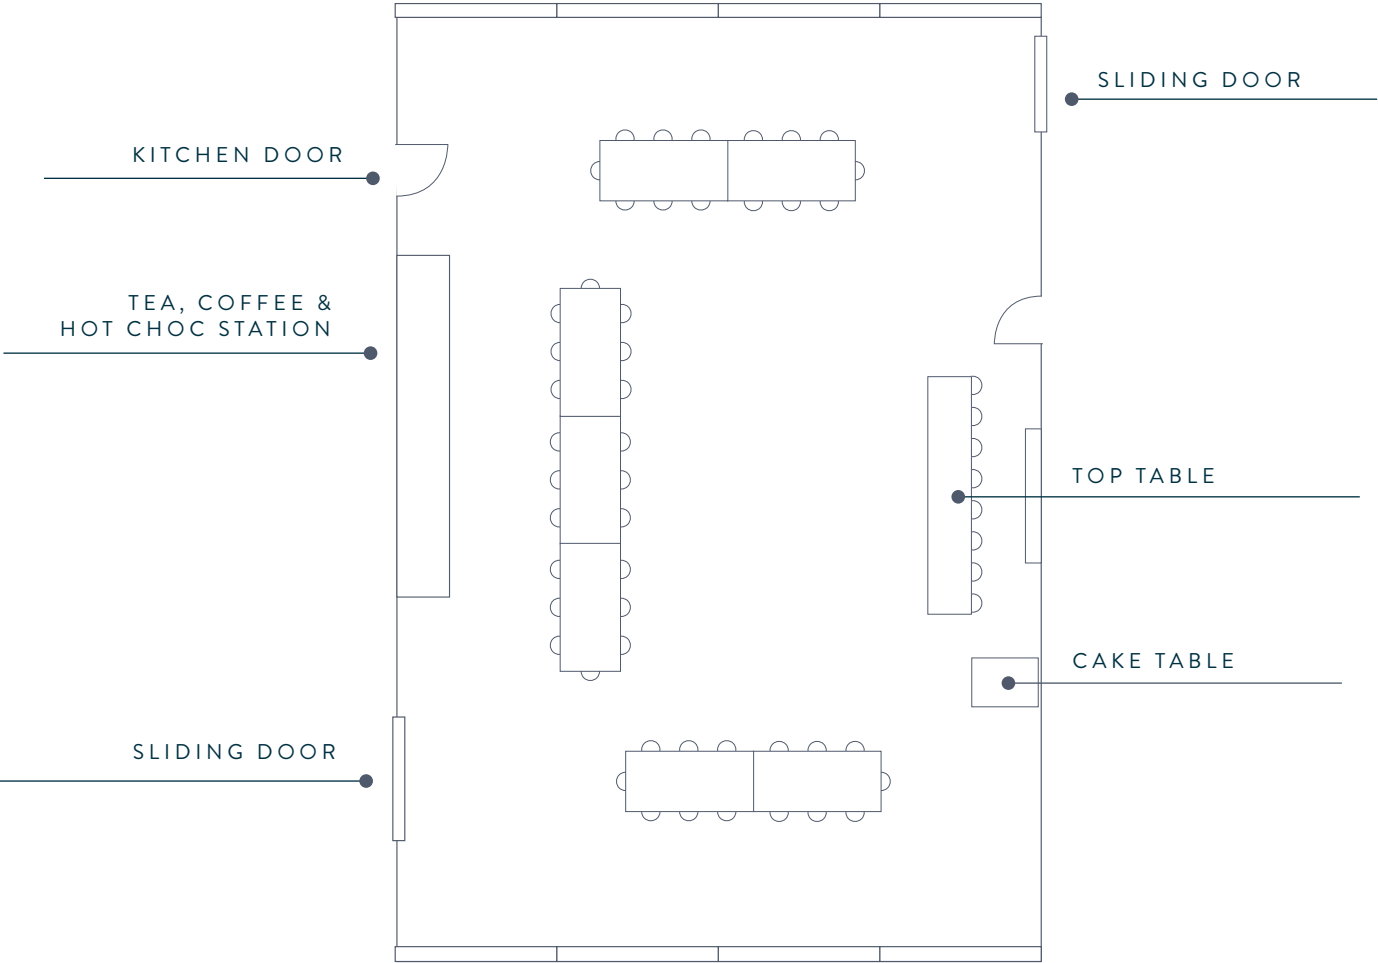 SLIDING DOOR
KITCHEN DOOR
TEA, COFFEE &
HOT CHOC STATION
TOP TABLE
CAKE TABLE
SLIDING DOOR